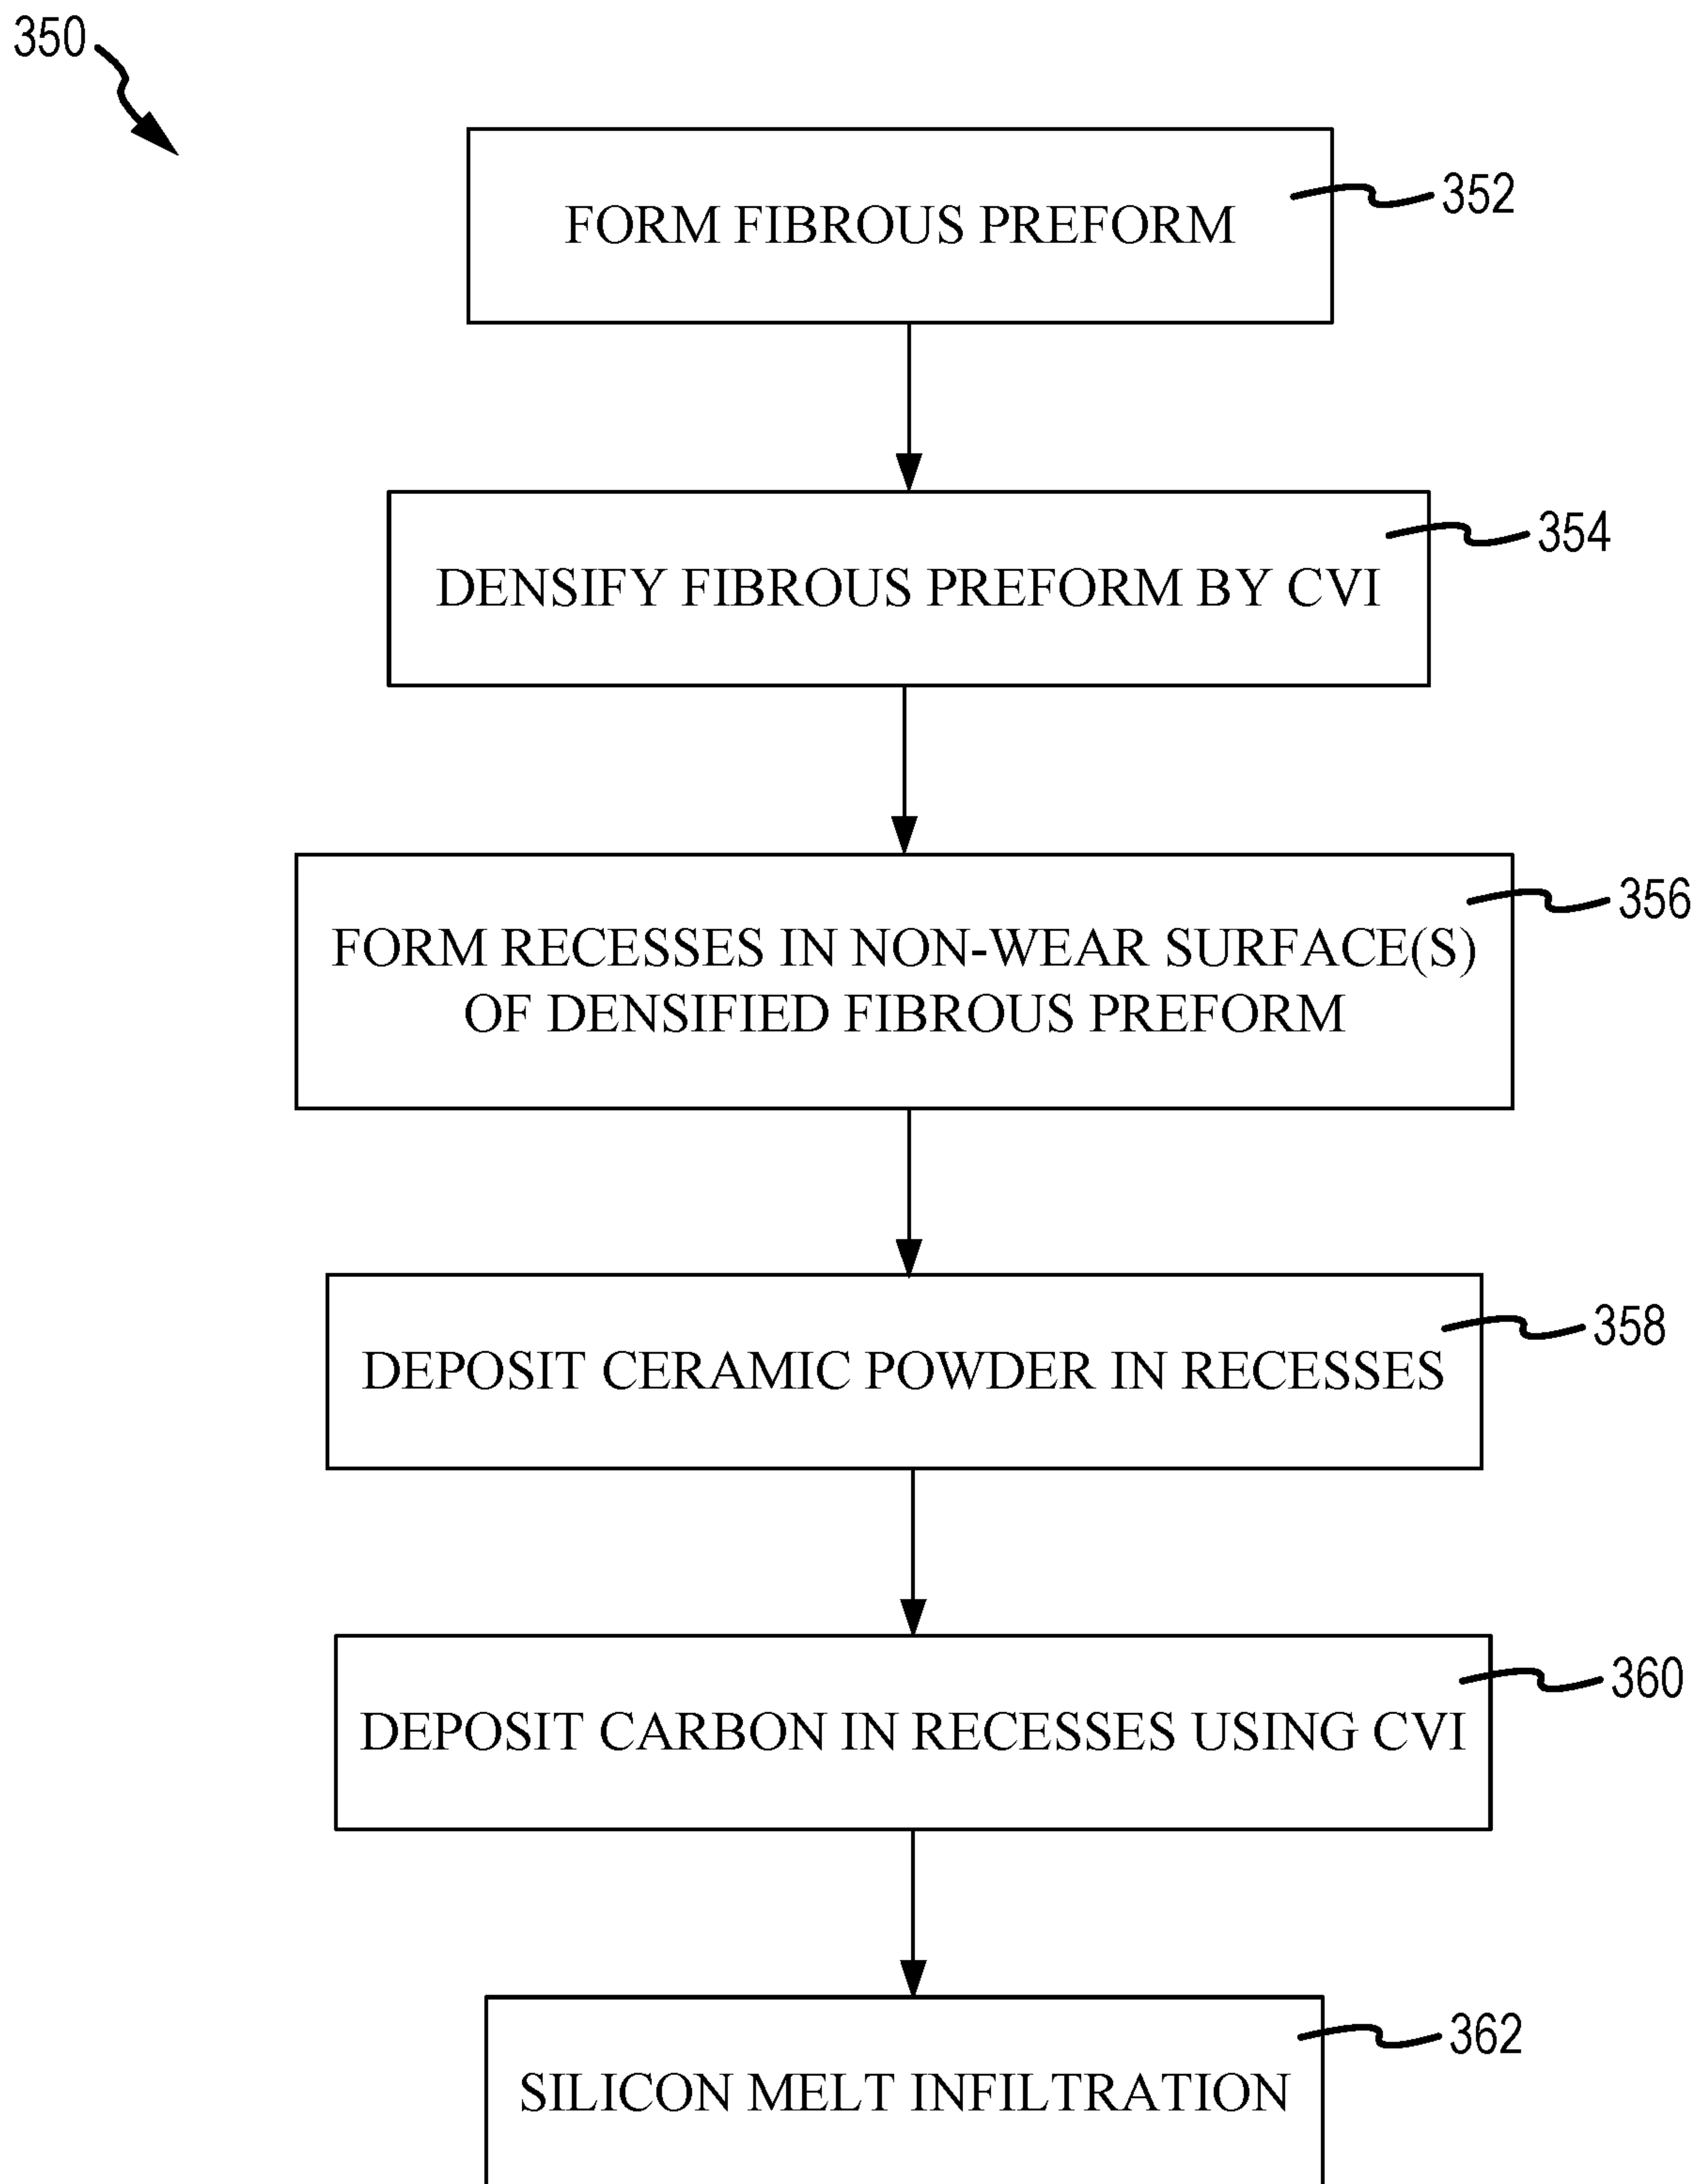 350
FORM FIBROUS PREFORM
352
DENSIFY FIBROUS PREFORM BY CVI
354
FORM RECESSES IN NON-WEAR SURFACE(S)
OF DENSIFIED FIBROUS PREFORM
356
DEPOSIT CERAMIC POWDER IN RECESSES
358
DEPOSIT CARBON IN RECESSES USING CVI
360
SILICON MELT INFILTRATION
362